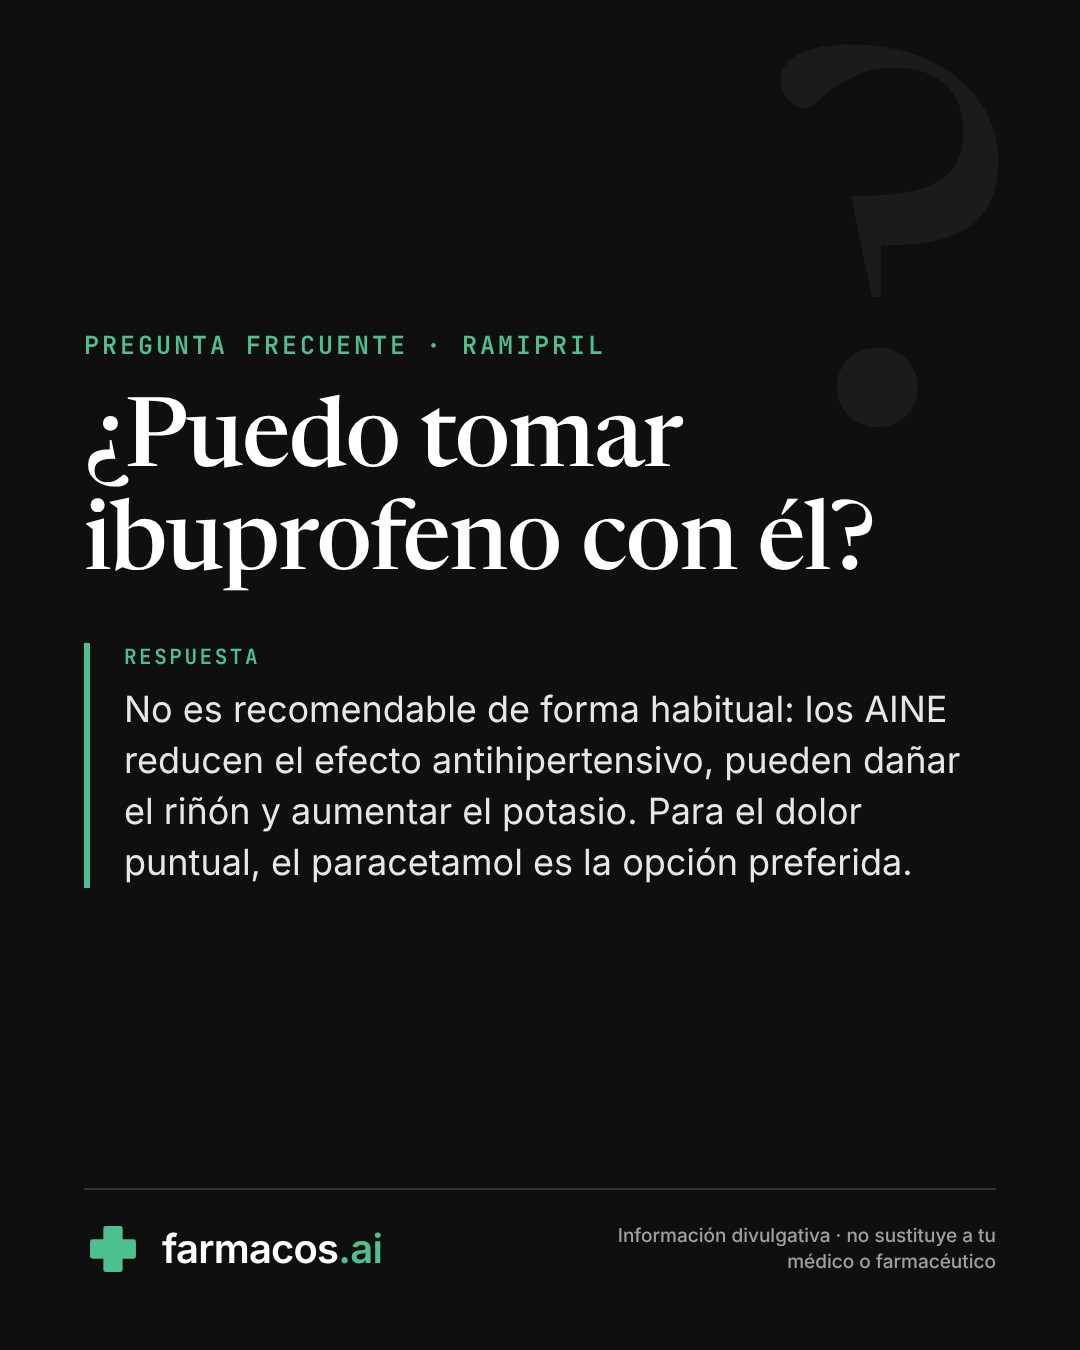 PREGUNTA FRECUENTE · RAMIPRIL
¿Puedo tomar
ibuprofeno con él?
RESPUESTA
No es recomendable de forma habitual: los AINE
reducen el efecto antihipertensivo, pueden dañar
el riñón y aumentar el potasio. Para el dolor
puntual, el paracetamol es la opción preferida.
farmacos.ai
Información divulgativa · no sustituye a tu
médico o farmacéutico